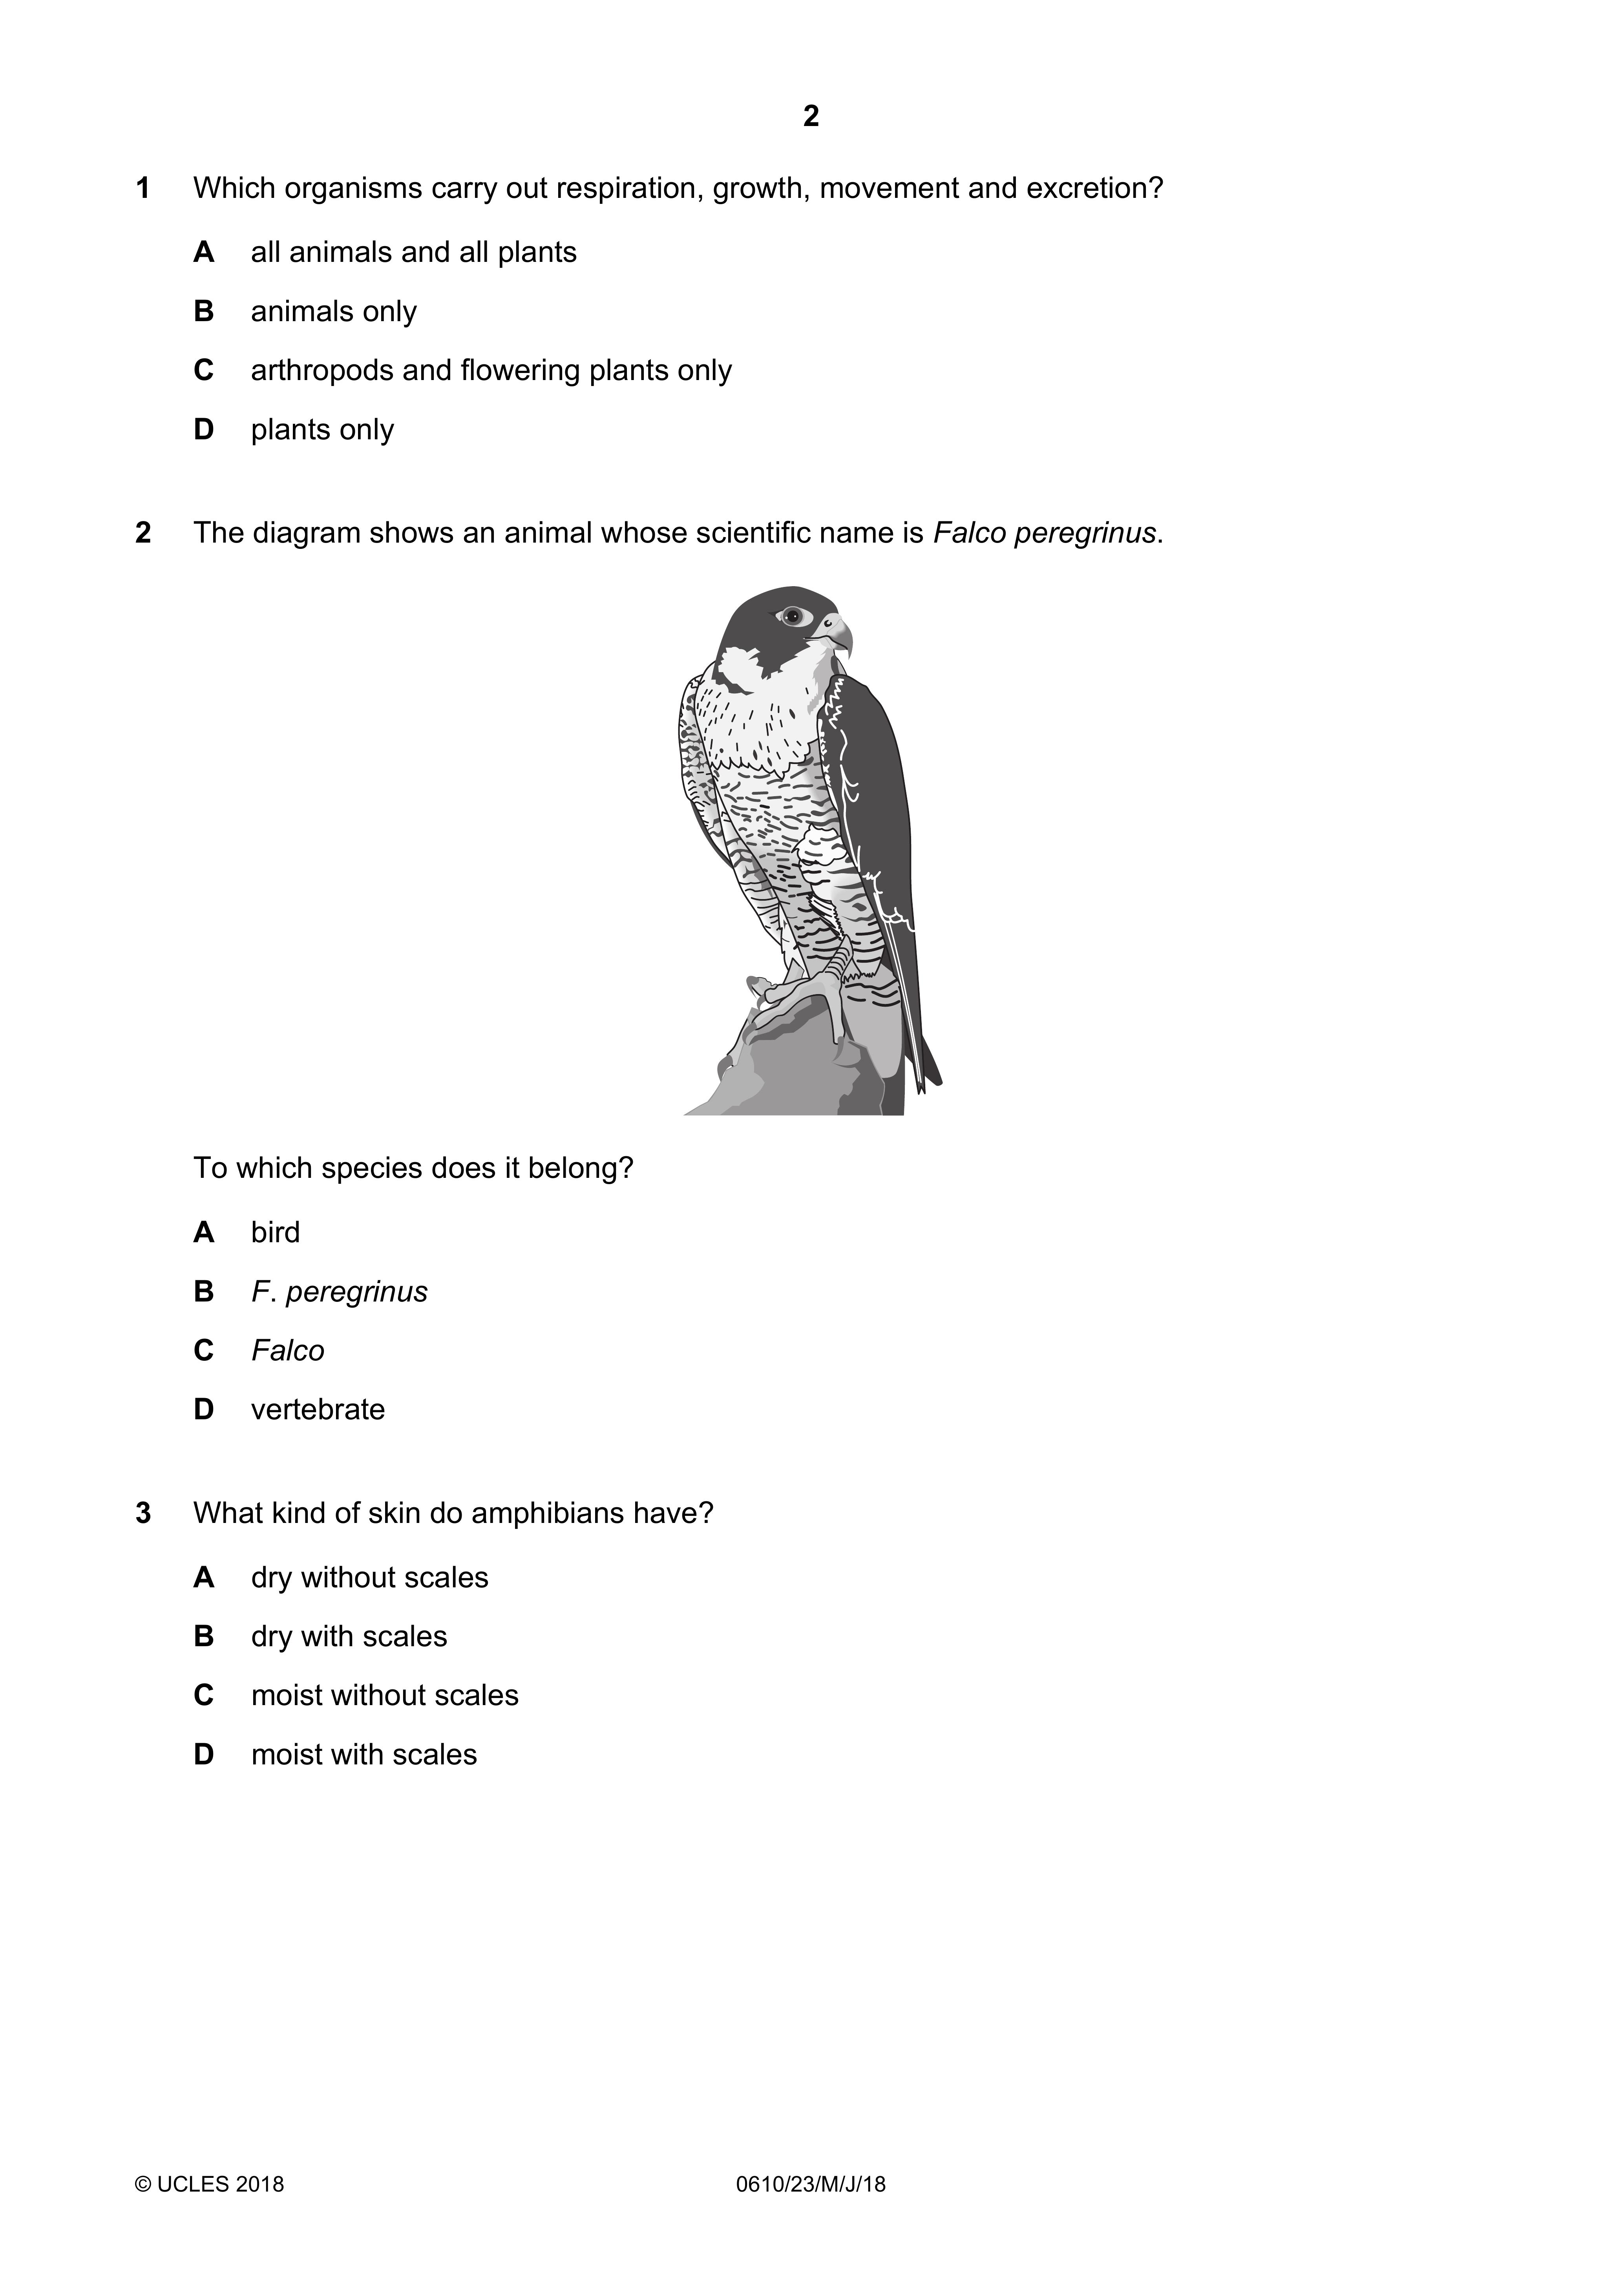 2
1 Which organisms carry out respiration, growth, movement and excretion?
A all animals and all plants
B animals only
C arthropods and flowering plants only
D plants only
2 The diagram shows an animal whose scientific name is Falco peregrinus.
To which species does it belong?
A bird
B F. peregrinus
C Falco
D vertebrate
3 What kind of skin do amphibians have?
A dry without scales
B dry with scales
C moist without scales
D moist with scales
© UCLES 2018 0610/23/M/J/18